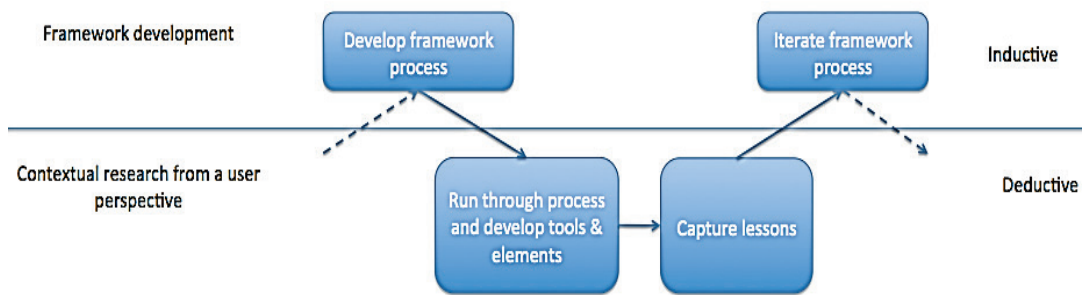 Framework development
Develop framework
process
Iterate framework
process
Inductive
Contextual research from a user
perspective
Run through process
and develop tools &
elements
Capture lessons
Deductive